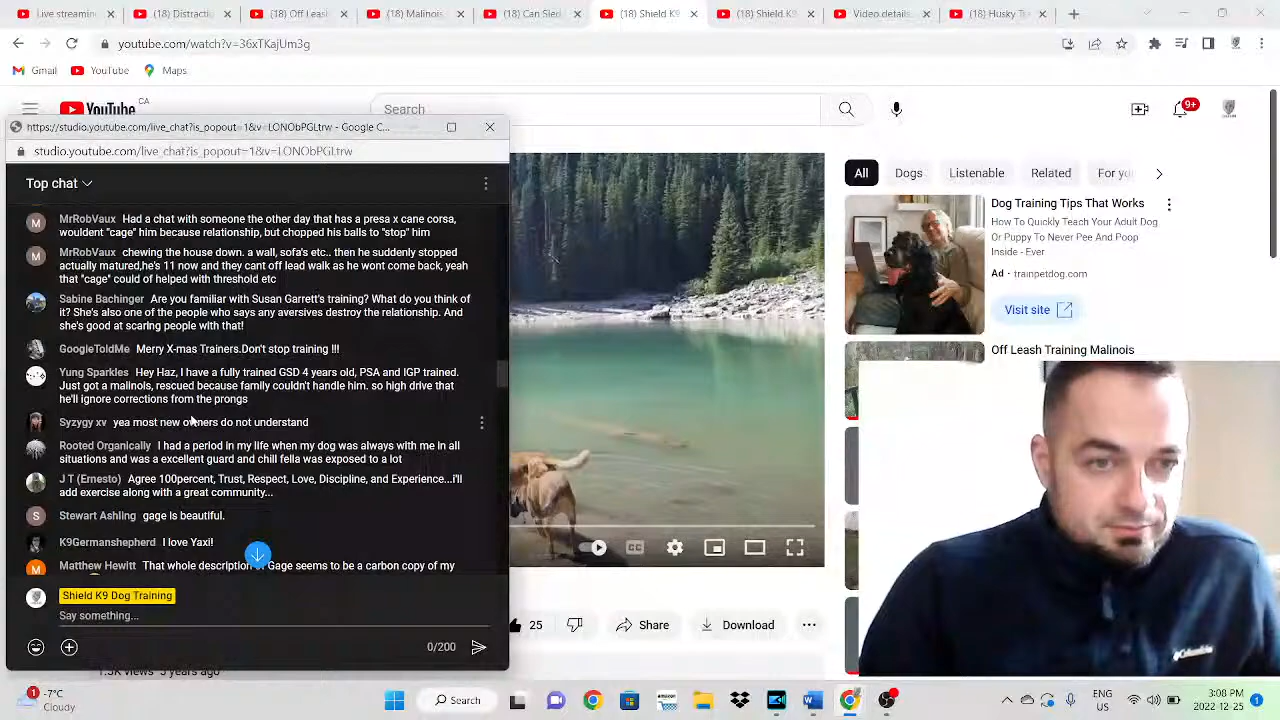 Live streamin
(18) Distractio
(18) Off Leas
(18) Malinois
(18) Can Slei
(18) Shield K9
(18) Shield K9
Video details
(18) Husky Tr
youtube.com/watch?v=36xTKajUm3g
Gmail
YouTube
Maps
YouTube
CA
Search
9+
https://studio.youtube.com/live_chat?is_popout=1&v=LONObPGLtrw - Google C...
studio.youtube.com/live_chat?is_popout=1&v=LONObPGLtrw
Top chat
M
MrRobVaux Had a chat with someone the other day that has a presa x cane corsa,
wouldent "cage" him because relationship, but chopped his balls to "stop" him
M
MrRobVaux chewing the house down. a wall, sofa's etc.. then he suddenly stopped
actually matured,he's 11 now and they cant off lead walk as he wont come back, yeah
that "cage" could of helped with threshold etc
Sabine Bachinger Are you familiar with Susan Garrett's training? What do you think of
it? She's also one of the people who says any aversives destroy the relationship. And
she's good at scaring people with that!
GoogleToldMe Merry X-mas Trainers.Don't stop training !!!
Yung Sparkles Hey Haz, I have a fully trained GSD 4 years old, PSA and IGP trained.
Just got a malinois, rescued because family couldn't handle him. so high drive that
he'll ignore corrections from the prongs
Syzygy xv yea most new owners do not understand
Rooted Organically I had a period in my life when my dog was always with me in all
situations and was a excellent guard and chill fella was exposed to a lot
J T (Ernesto) Agree 100percent, Trust, Respect, Love, Discipline, and Experience...i'll
add exercise along with a great community...
S
Stewart Ashling gage is beautiful.
K9Germanshepherd I love Yaxi!
M
Mathew Hewitt That whole description of Gage seems to be a carbon copy of my
Shield K9 Dog Training
Say something...
0/200
25
Share
Download
All
Dogs
Listenable
Related
For you
Dog Training Tips That Works
How To Quickly Teach Your Adult Dog
Or Puppy To Never Pee And Poop
Inside - Ever
Ad · trainpetdog.com
Visit site
Off Leash Training Malinois
1.3K views
years ago
Columbia
1
-7°C
Cloudy
Search
ENG
3:08 PM
2022-12-25
1